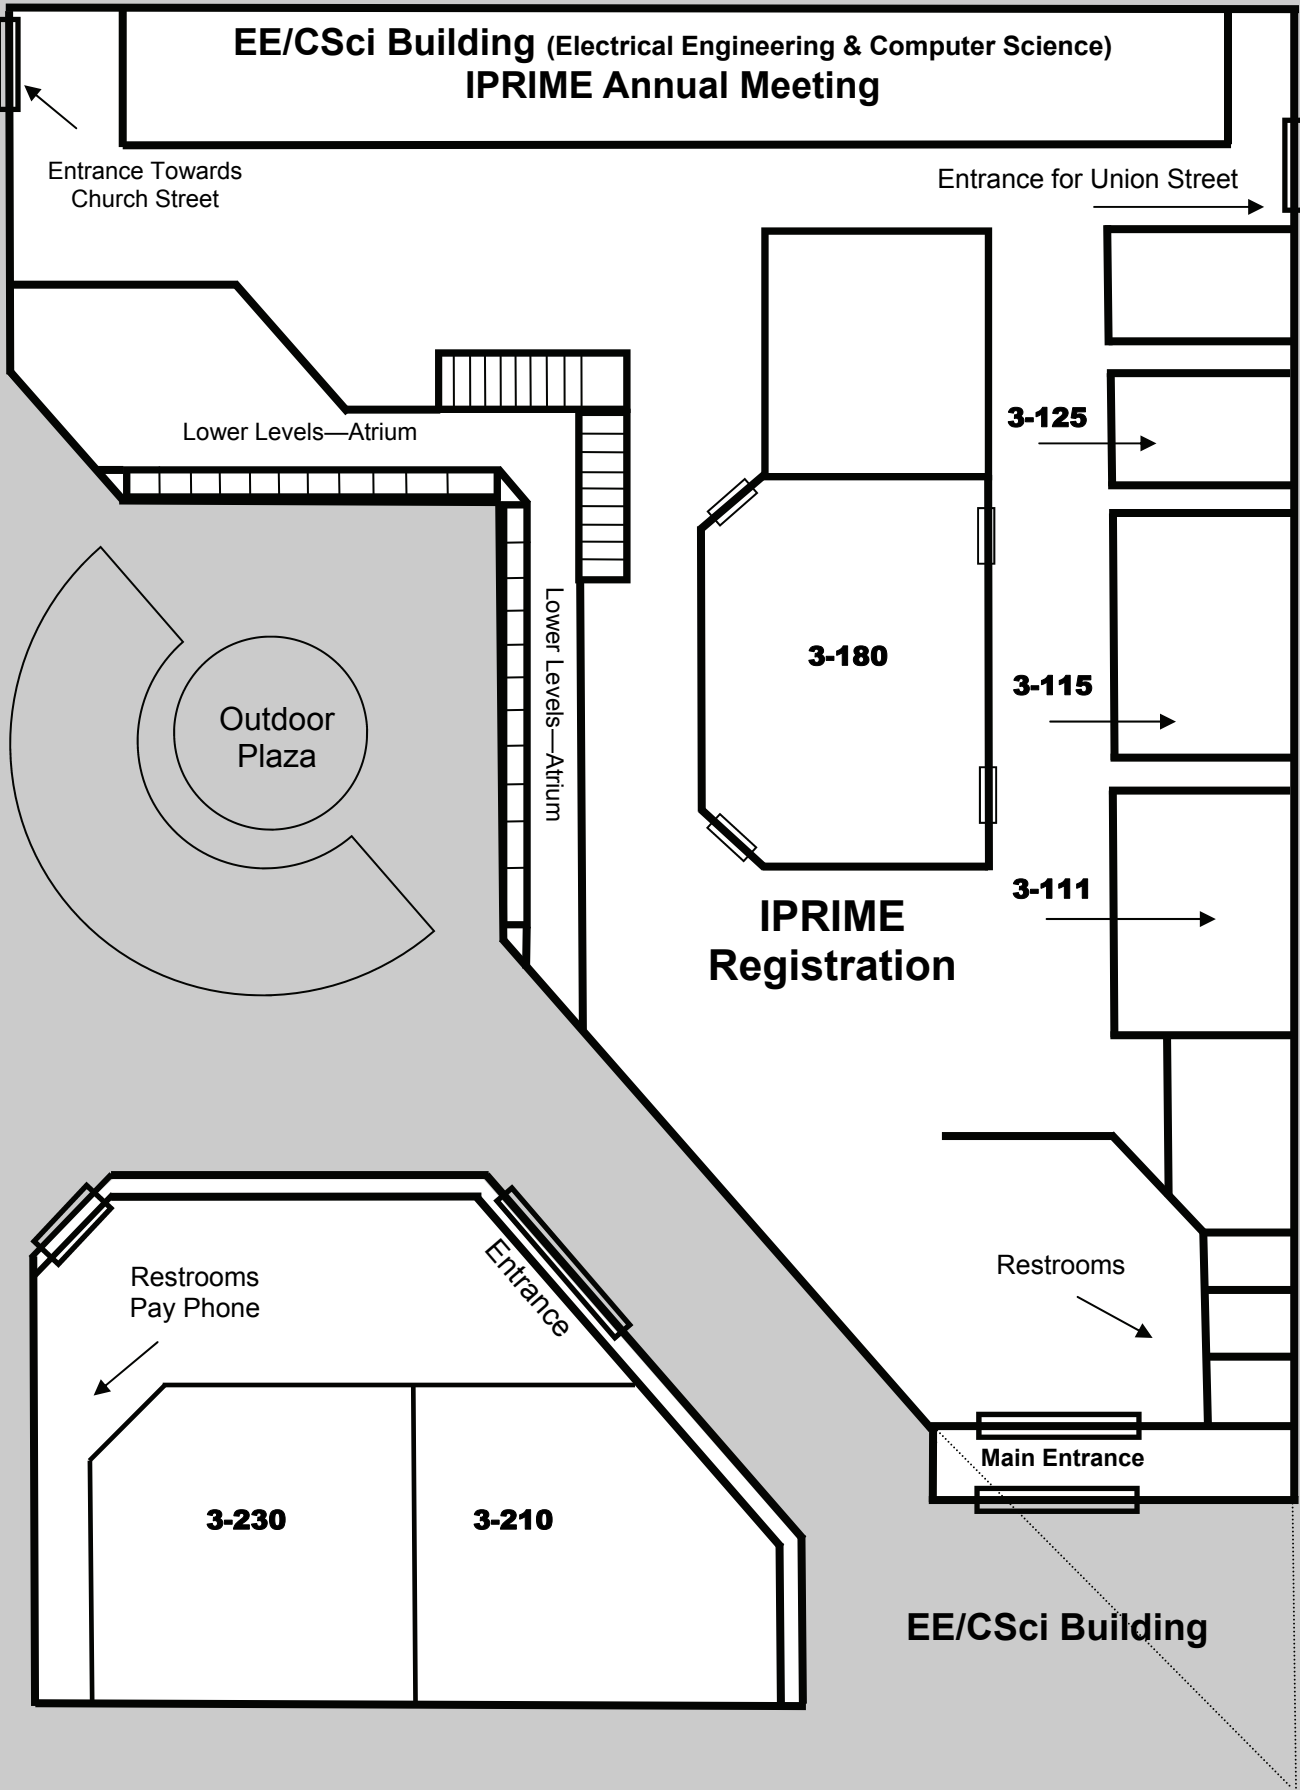 EE/CSci Building (Electrical Engineering & Computer Science)
IPRIME Annual Meeting
Entrance Towards
Church Street
Entrance for Union Street
3-125
Lower Levels—Atrium
Lower Levels—Atrium
3-180
3-115
Outdoor
Plaza
3-111
IPRIME
Registration
Entrance
Restrooms
Pay Phone
Restrooms
Main Entrance
3-230
3-210
EE/CSci Building